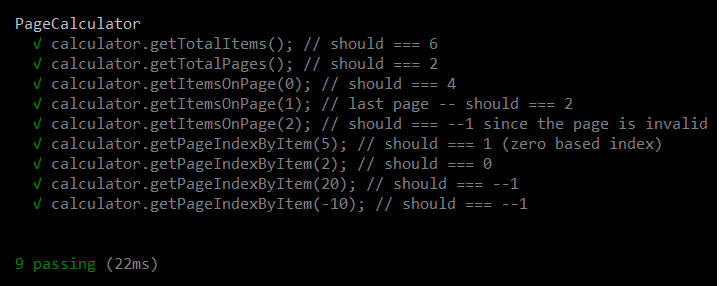 PageCalculator
√ calculator.getTotalItems(); // should === 6
√ calculator.getTotalPages(); // should === 2
√ calculator.getItemsOnPage(0); // should === 4
√ calculator.getItemsOnPage(1); // last page -- should === 2
√ calculator.getItemsOnPage(2); // should === --1 since the page is invalid
√ calculator.getPageIndexByItem(5); // should === 1 (zero based index)
√ calculator.getPageIndexByItem(2); // should === 0
√ calculator.getPageIndexByItem(20); // should === --1
√ calculator.getPageIndexByItem(-10); // should === --1
9 passing (22ms)